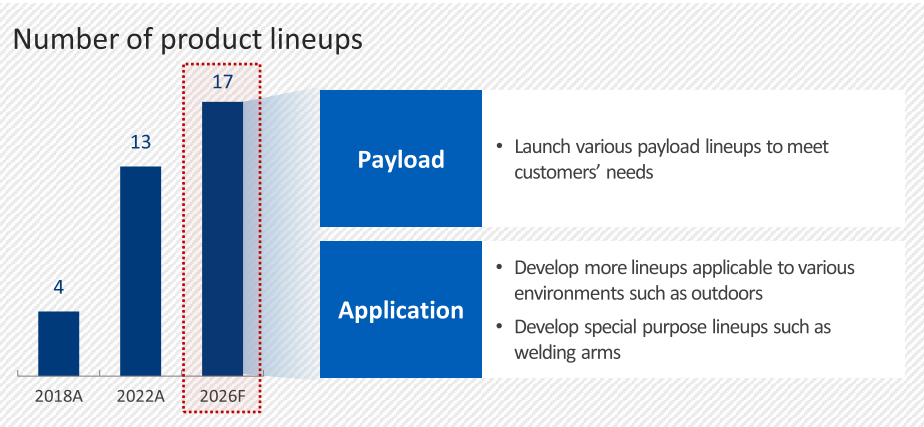 Number of product lineups
17
13
4
2018A
2022A
2026F
Payload
• Launch various payload lineups to meet
customers’ needs
Application
• Develop more lineups applicable to various
environments such as outdoors
• Develop special purpose lineups such as
welding arms